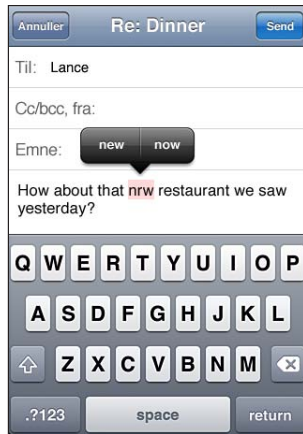 Annuller Re: Dinner Send
Til: Lance
Cc/bcc, fra:
Emne:
new now
How about that nrw restaurant we saw
yesterday?
Q W E R T Y U I O P
A S D F G H J K L
Z X C V B N M
.?123 space return